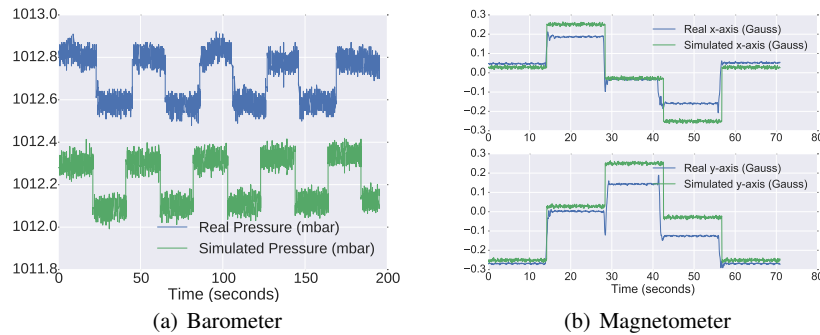 1013.0
1012.8
1012.6
1012.4
1012.2
1012.0
1011.8
0 50 100 150 200
Real Pressure (mbar)
Simulated Pressure (mbar)
Time (seconds)
(a) Barometer
0.3
0.2
0.1
0.0
−0.1
−0.2
−0.3
0 10 20 30 40 50 60 70 80
Real x-axis (Gauss)
Simulated x-axis (Gauss)
0.3
0.2
0.1
0.0
−0.1
−0.2
−0.3
0 10 20 30 40 50 60 70 80
Real y-axis (Gauss)
Simulated y-axis (Gauss)
Time (seconds)
(b) Magnetometer